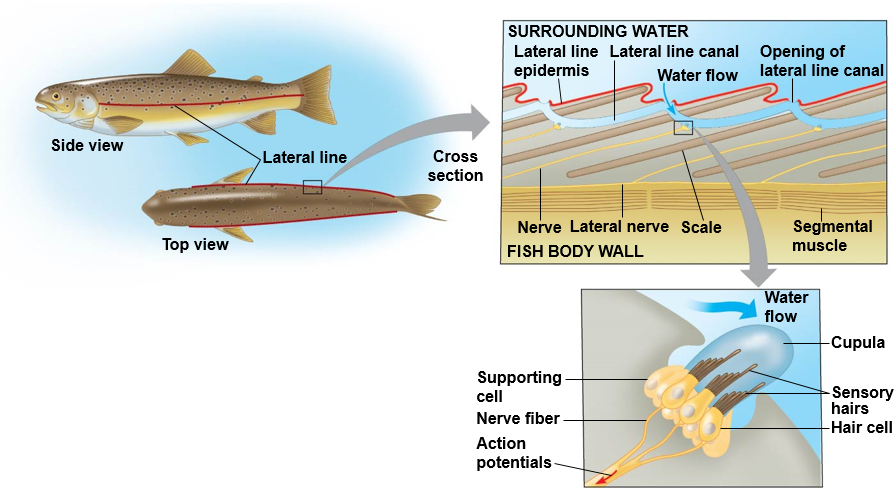 Side view
Lateral line
Top view
Cross
section
SURROUNDING WATER
Lateral line
epidermis
Lateral line canal
Opening of
lateral line canal
Water flow
Nerve
Lateral nerve
Scale
Segmental
muscle
FISH BODY WALL
Water
flow
Cupula
Supporting
cell
Sensory
hairs
Nerve fiber
Hair cell
Action
potentials